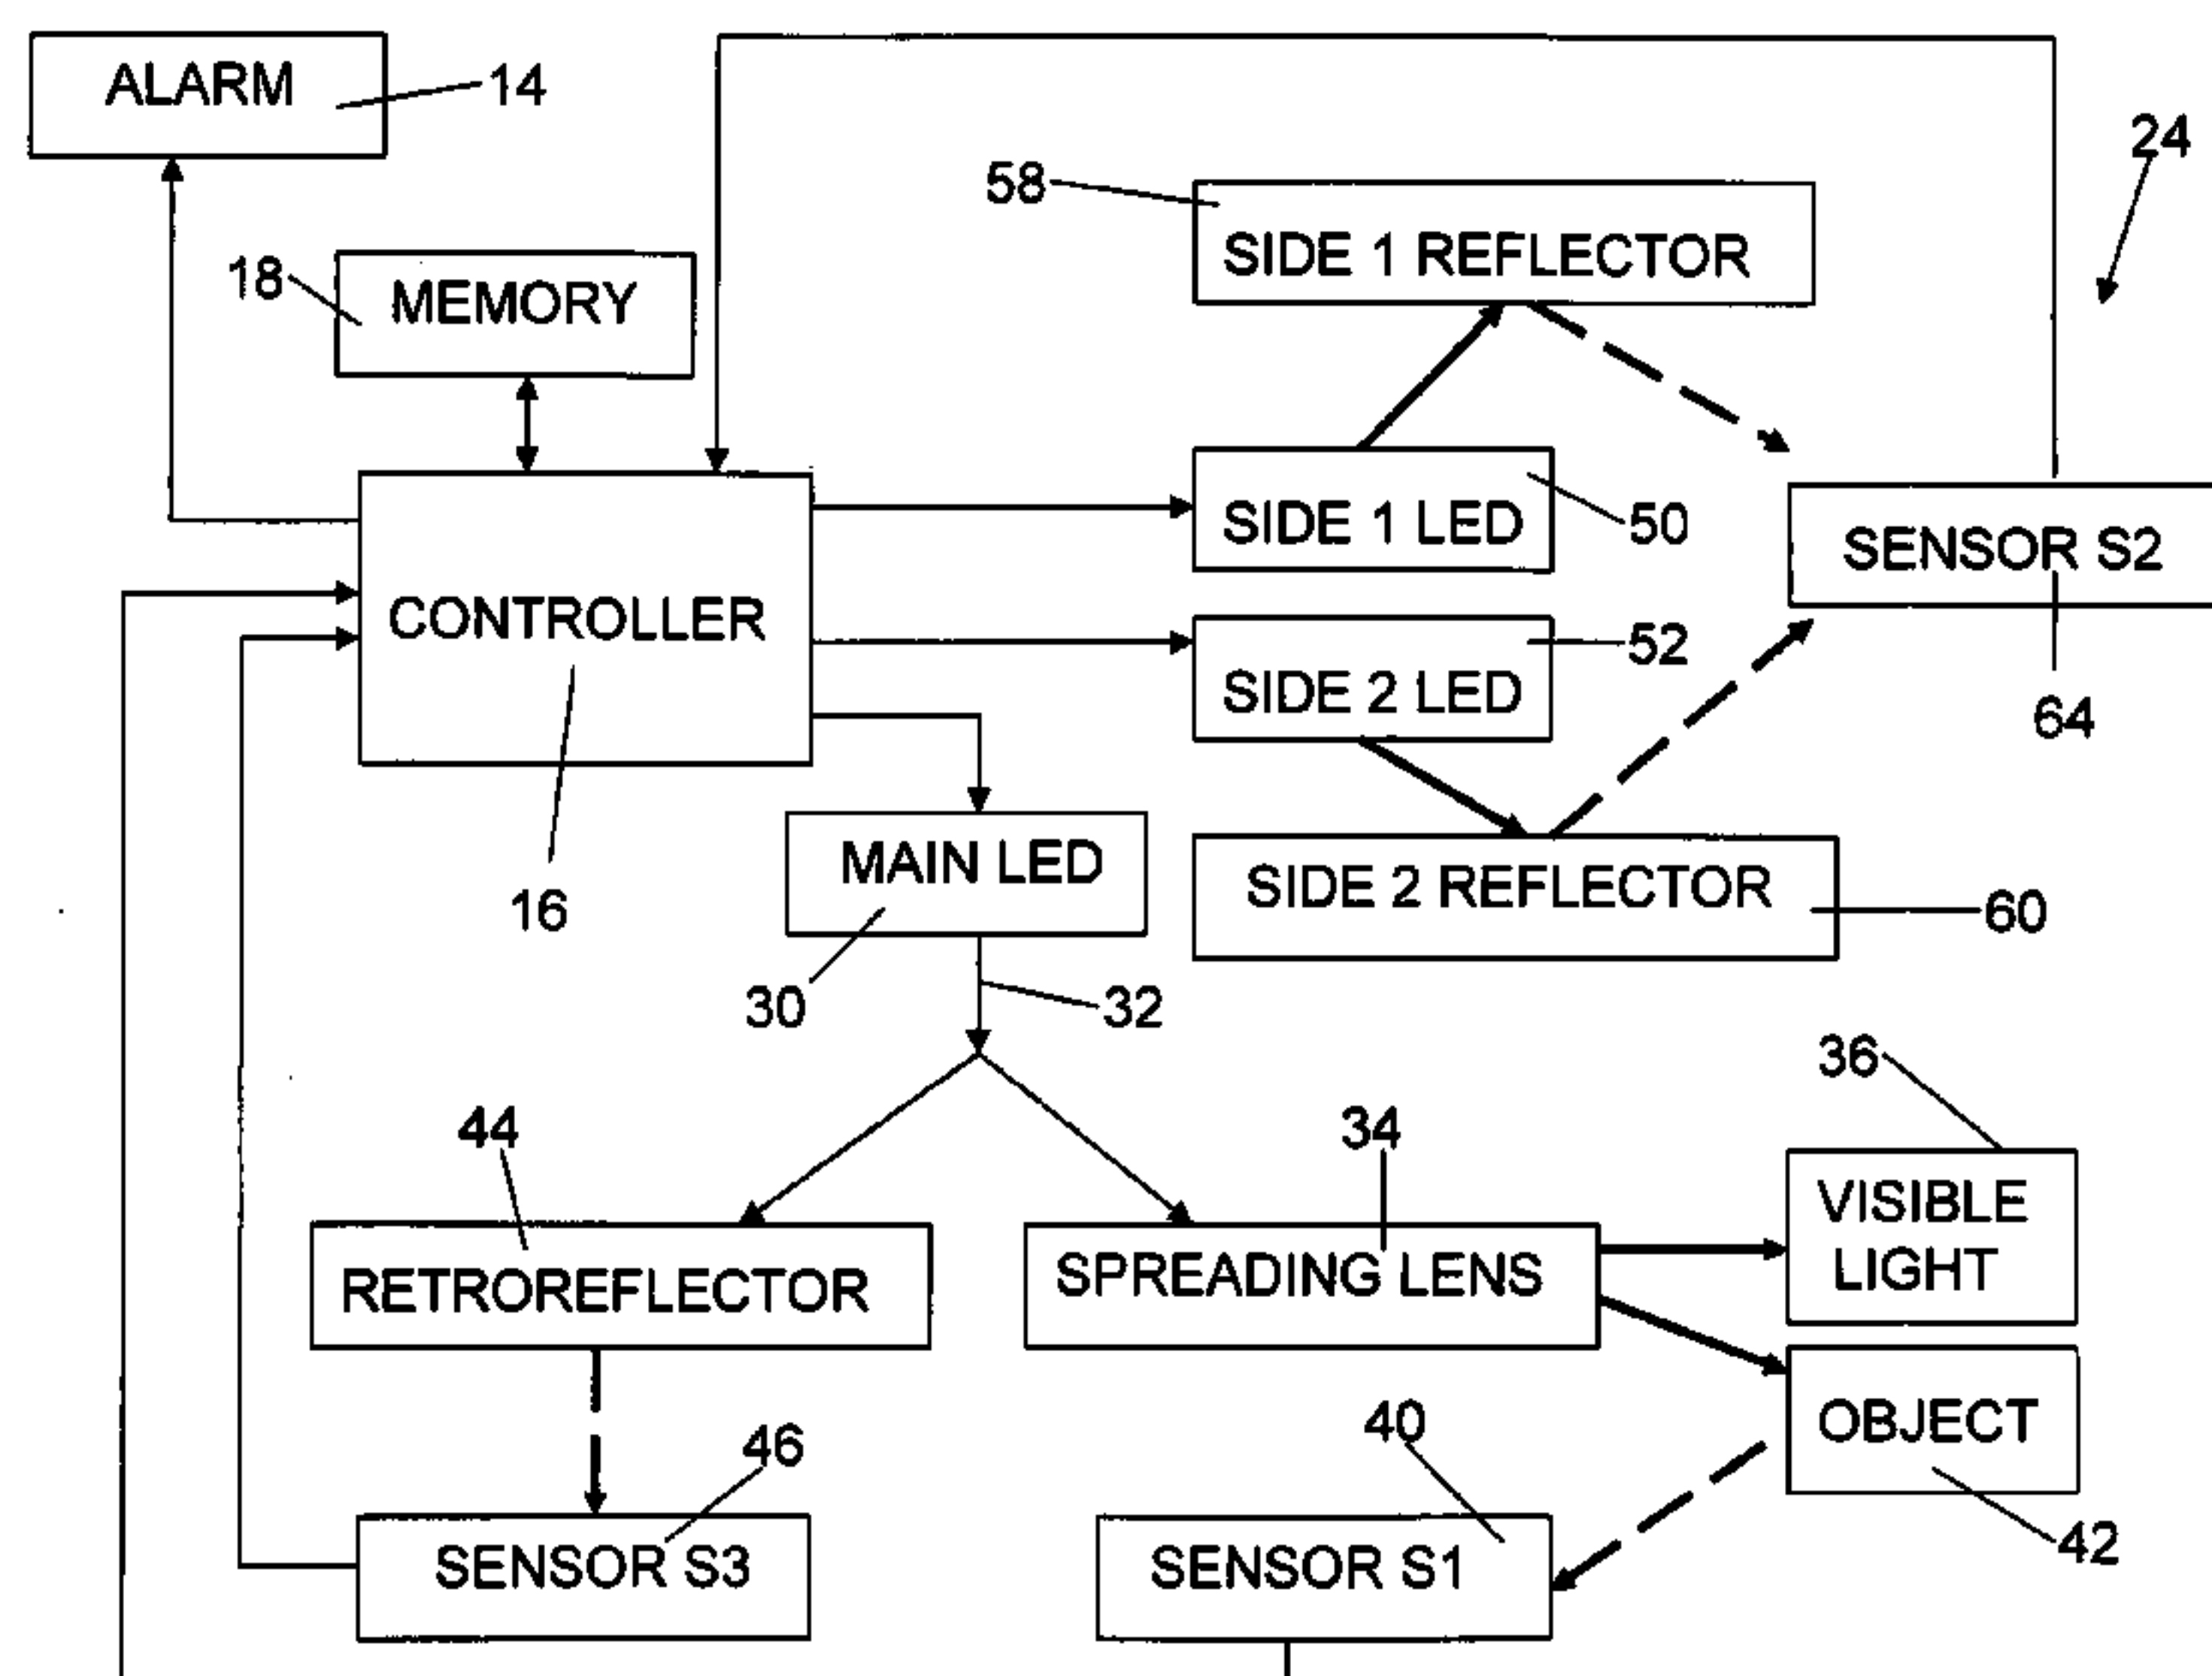 ALARM
14
24
58
SIDE 1 REFLECTOR
18
MEMORY
SIDE 1 LED
50
SENSOR S2
CONTROLLER
52
SIDE 2 LED
64
MAIN LED
16
SIDE 2 REFLECTOR
60
30
32
36
44
34
VISIBLE
LIGHT
RETROREFLECTOR
SPREADING LENS
OBJECT
46
40
42
SENSOR S3
SENSOR S1